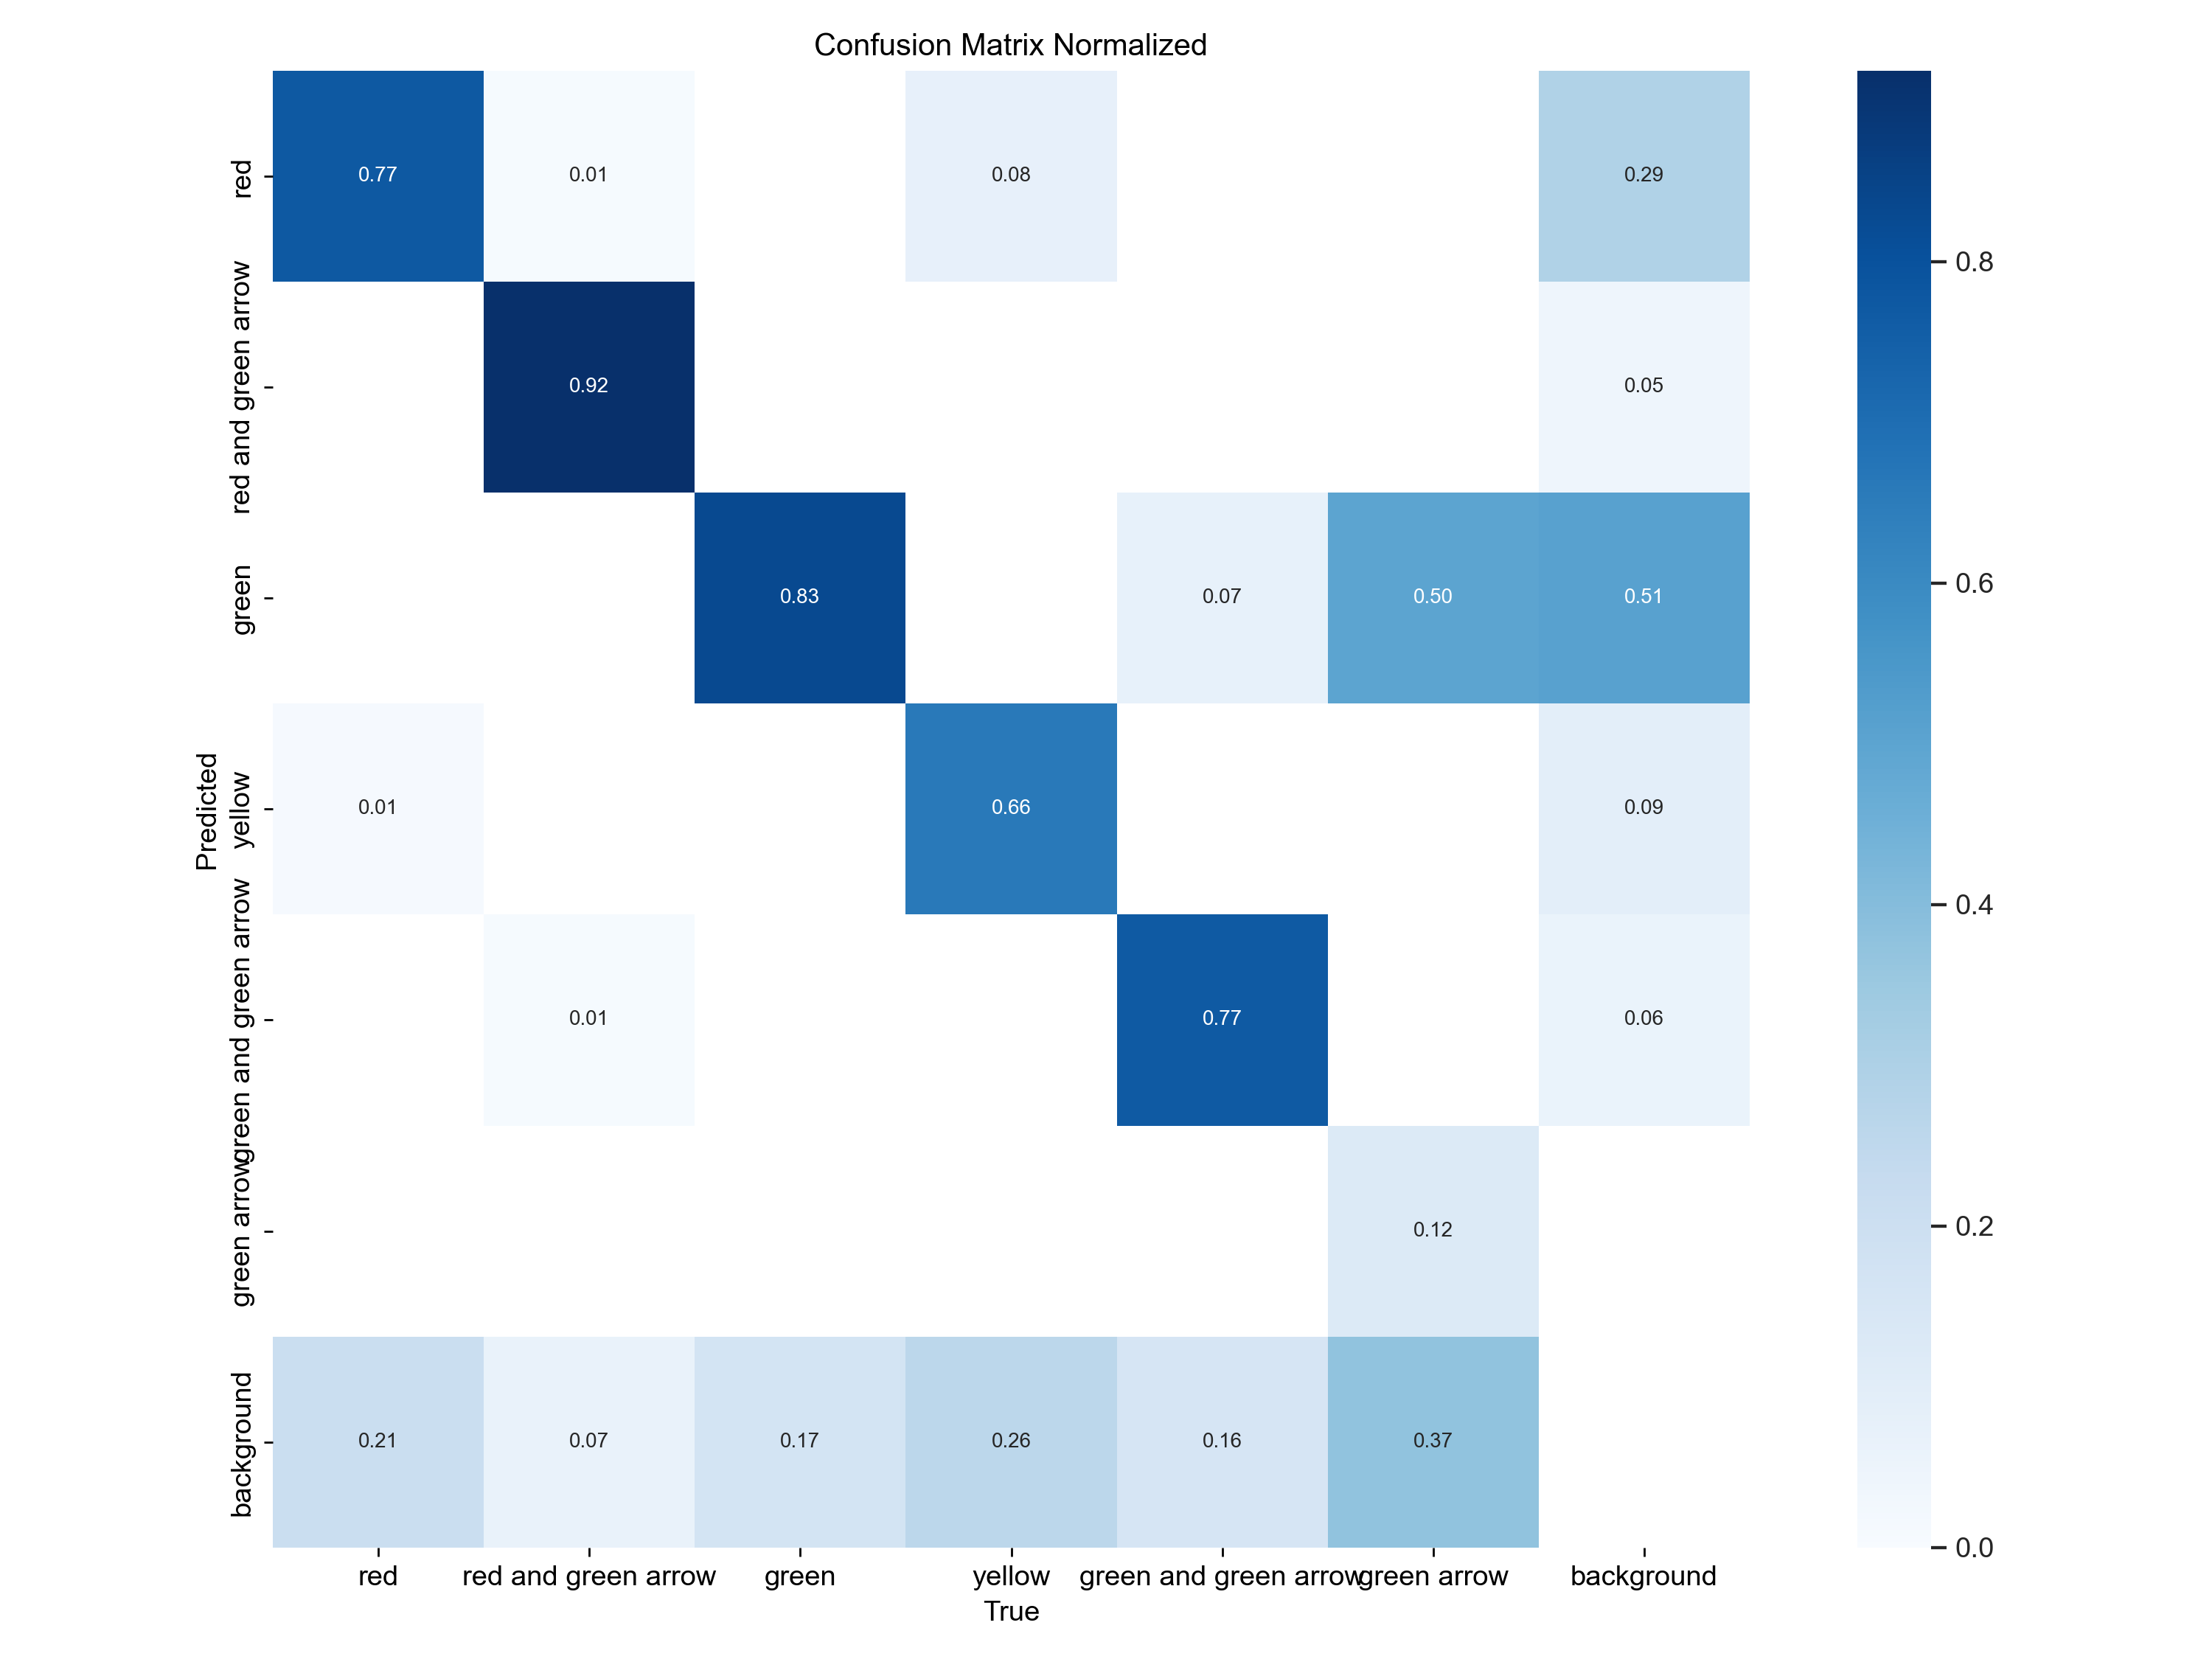 Confusion Matrix Normalized
red
0.77
0.01
0.08
0.29
0.8
red and green arrow
0.92
0.05
green
0.83
0.07
0.50
0.51
0.6
Predicted
yellow
0.01
0.66
0.09
0.4
green and green arrow
0.01
0.77
0.06
green arrow
0.12
0.2
background
0.21
0.07
0.17
0.26
0.16
0.37
0.0
red
red and green arrow
green
yellow
green and green arrow
green arrow
background
True